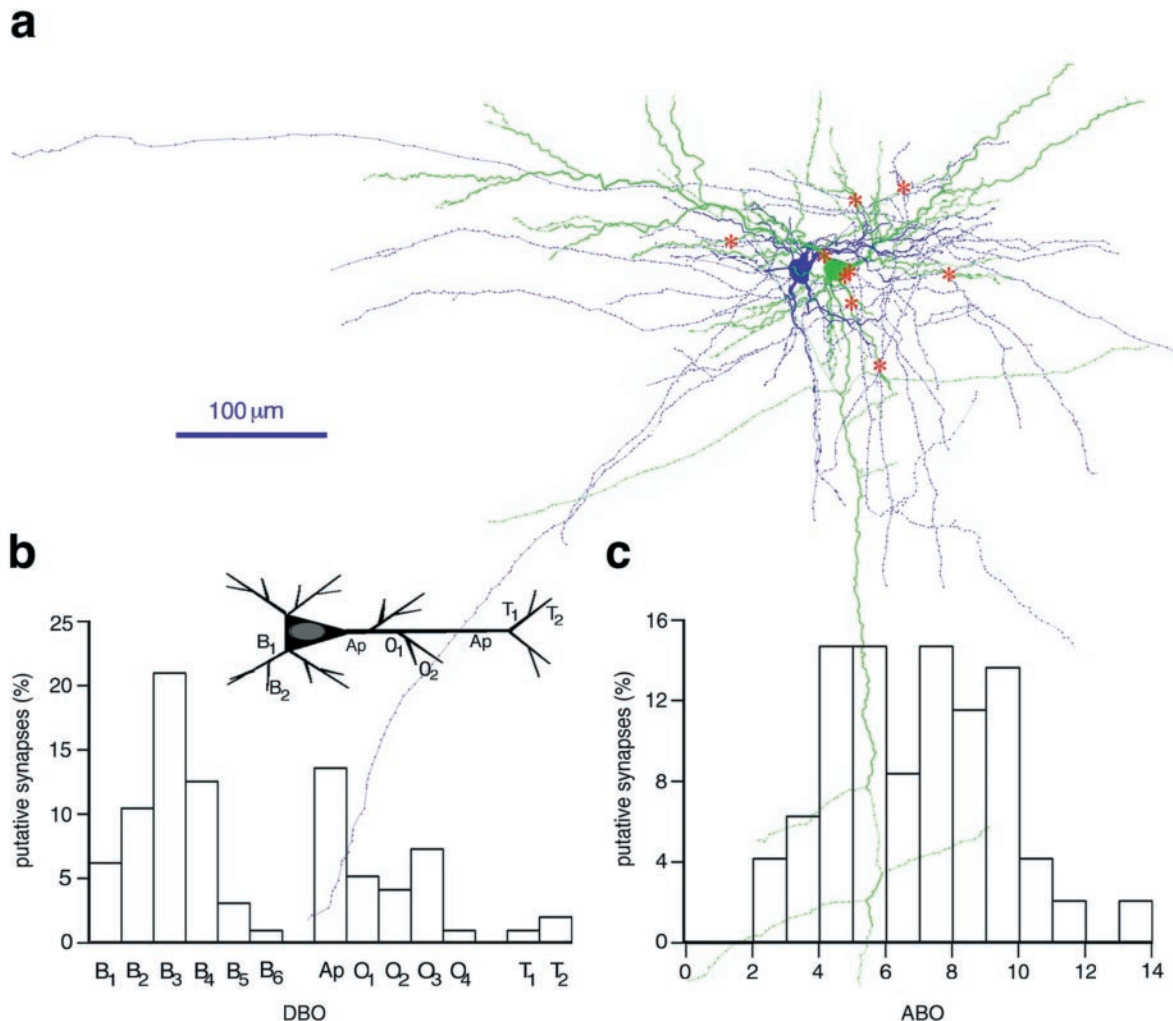 a
100 µm
b
c
25
20
15
10
5
0
putative synapses (%)
B1
B2
Ap
O1
O2
Ap
T1
T2
B1 B2 B3 B4 B5 B6 Ap O1 O2 O3 O4 T1 T2
DBO
16
12
8
4
0
putative synapses (%)
0 2 4 6 8 10 12 14
ABO